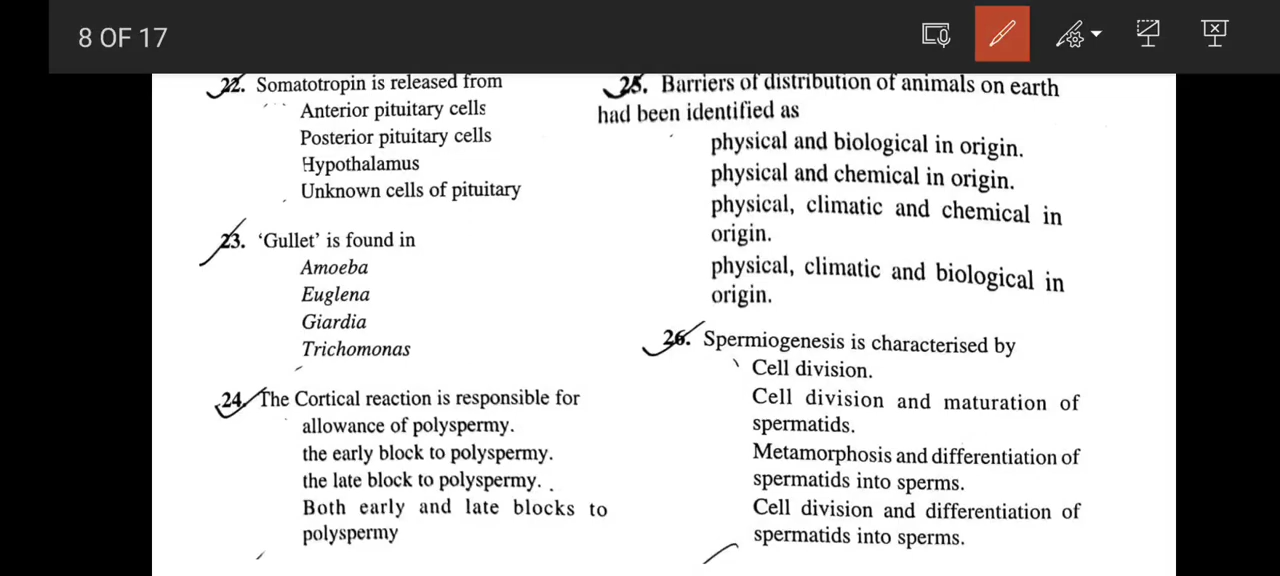 8 OF 17
22. Somatotropin is released from
Anterior pituitary cells
Posterior pituitary cells
Hypothalamus
Unknown cells of pituitary
23. ‘Gullet’ is found in
Amoeba
Euglena
Giardia
Trichomonas
24. The Cortical reaction is responsible for
allowance of polyspermy.
the early block to polyspermy.
the late block to polyspermy.
Both early and late blocks to
polyspermy
25. Barriers of distribution of animals on earth
had been identified as
physical and biological in origin.
physical and chemical in origin.
physical, climatic and chemical in
origin.
physical, climatic and biological in
origin.
26. Spermiogenesis is characterised by
Cell division.
Cell division and maturation of
spermatids.
Metamorphosis and differentiation of
spermatids into sperms.
Cell division and differentiation of
spermatids into sperms.